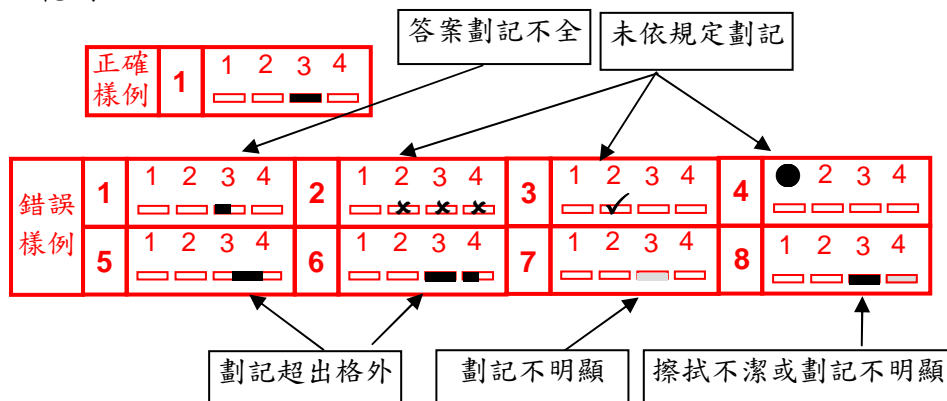 答案劃記不全
未依規定劃記
正確
樣例
1
1 2 3 4
錯誤
樣例
1
1 2 3 4
2
1 2 3 4
3
1 2 3 4
4
2 3 4
5
1 2 3 4
6
1 2 3 4
7
1 2 3 4
8
1 2 3 4
劃記超出格外
劃記不明顯
擦拭不潔或劃記不明顯